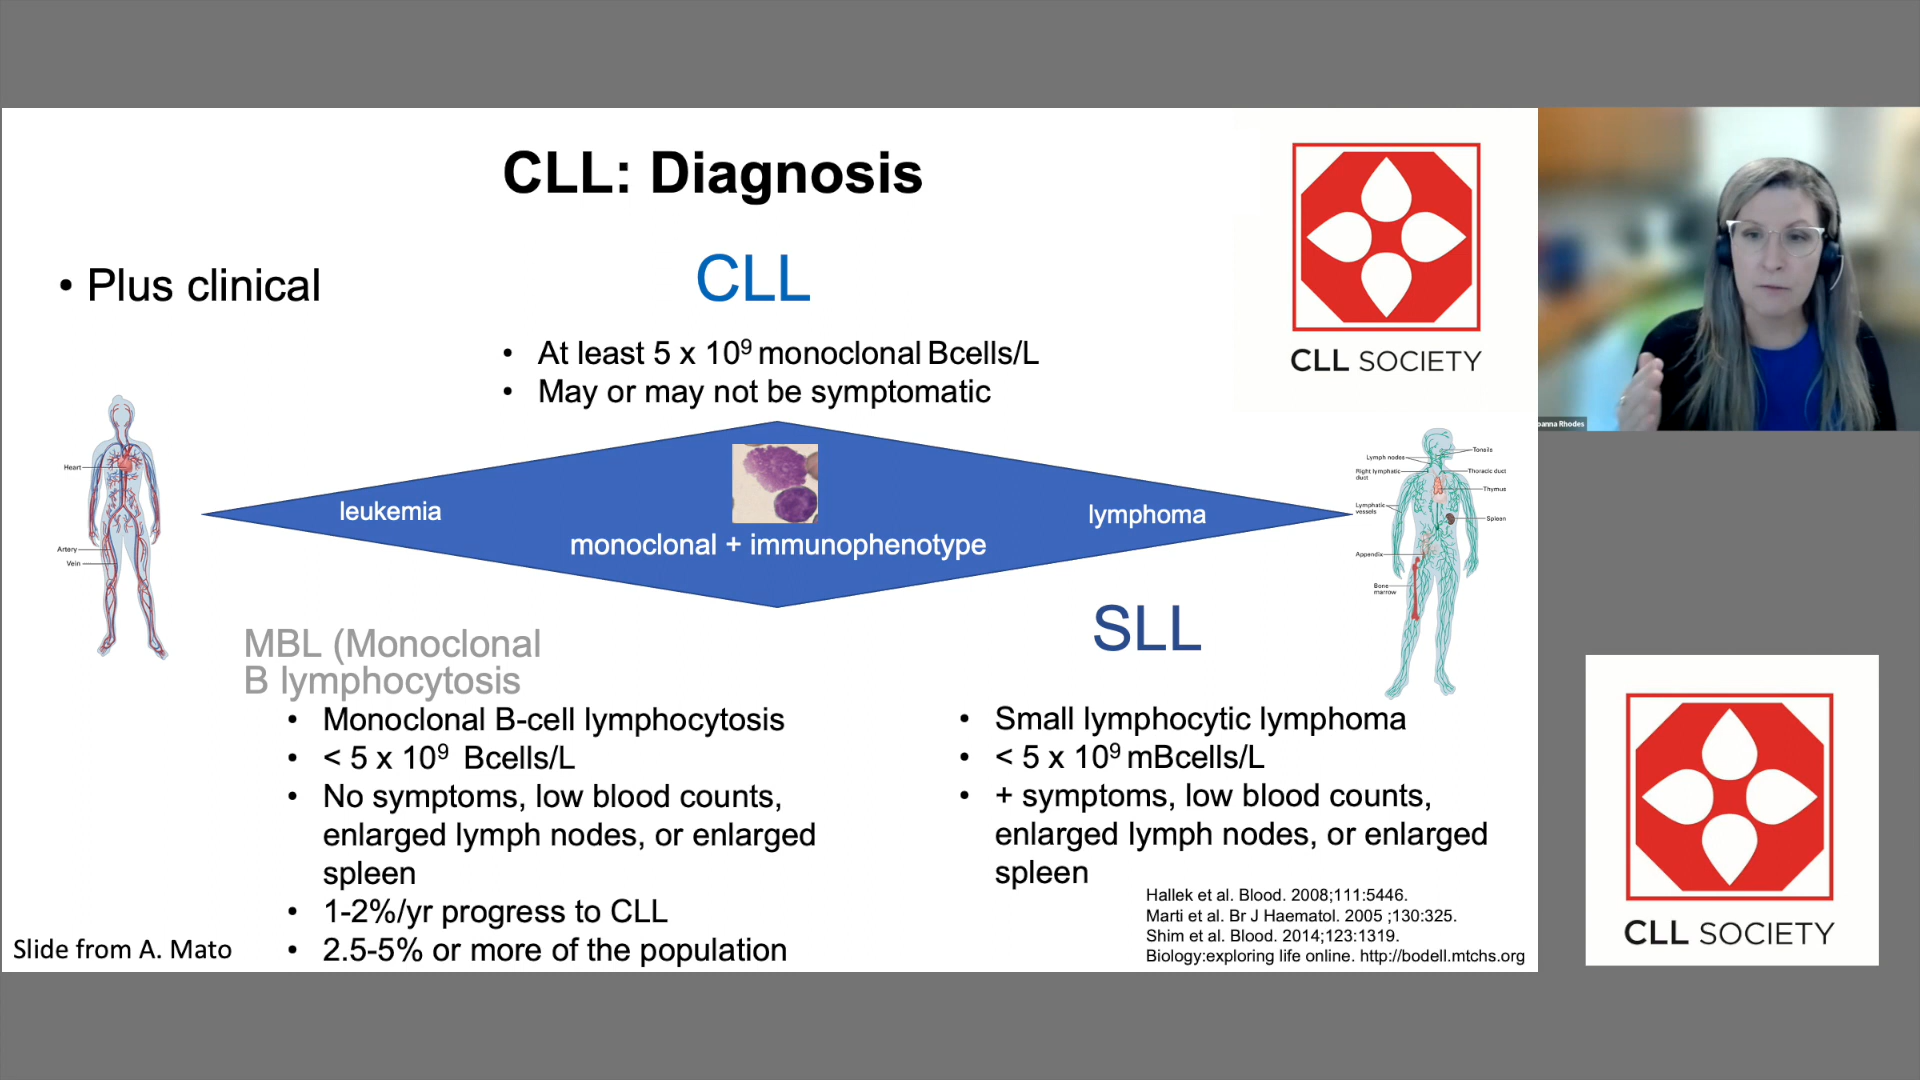 CLL: Diagnosis
• Plus clinical
CLL
• At least 5 x 10⁹ monoclonal Bcells/L
• May or may not be symptomatic
CLL SOCIETY
Joanna Rhodes
Heart
Artery
Vein
leukemia
monoclonal + immunophenotype
lymphoma
Tonsils
Lymph nodes
Right lymphatic
duct
Thoracic duct
Thymus
Lymphatic
vessels
Spleen
Appendix
Bone
marrow
MBL (Monoclonal
B lymphocytosis
• Monoclonal B-cell lymphocytosis
• < 5 x 10⁹ Bcells/L
• No symptoms, low blood counts,
enlarged lymph nodes, or enlarged
spleen
• 1-2%/yr progress to CLL
• 2.5-5% or more of the population
SLL
• Small lymphocytic lymphoma
• < 5 x 10⁹ mBcells/L
• + symptoms, low blood counts,
enlarged lymph nodes, or enlarged
spleen
Hallek et al. Blood. 2008;111:5446.
Marti et al. Br J Haematol. 2005 ;130:325.
Shim et al. Blood. 2014;123:1319.
Biology:exploring life online. http://bodell.mtchs.org
Slide from A. Mato
CLL SOCIETY